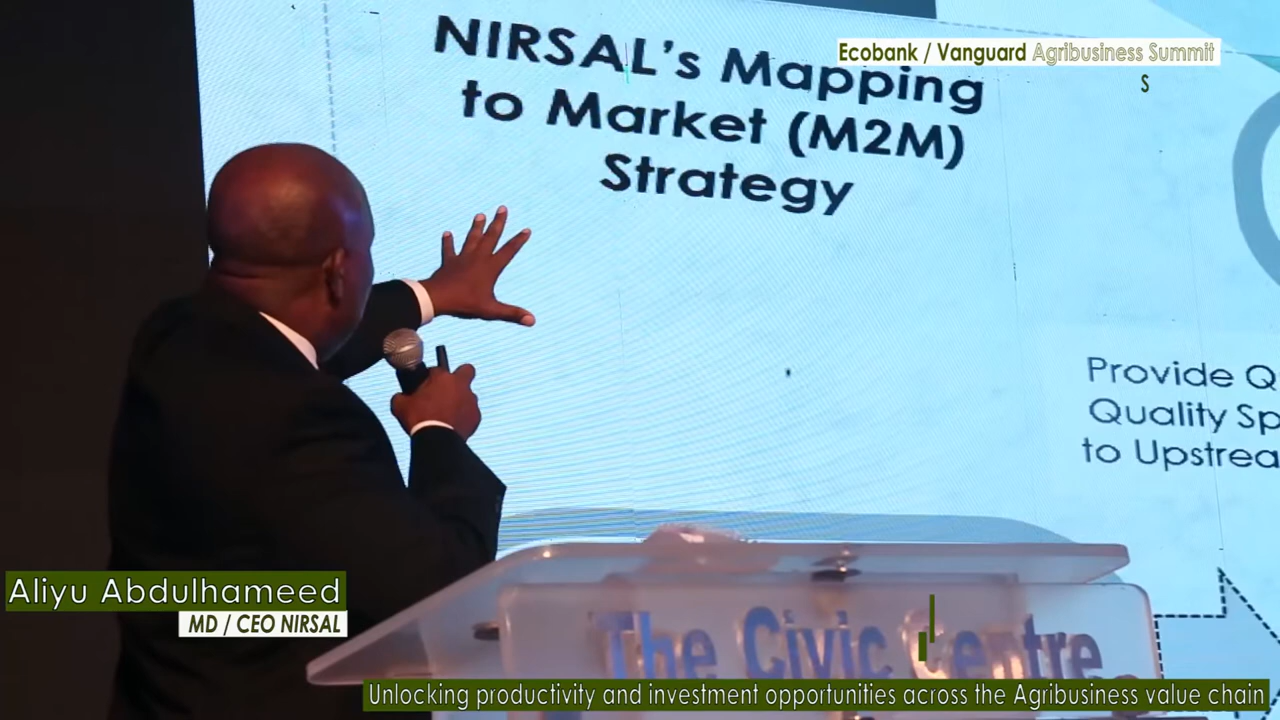 NIRSAL's Mapping
to Market (M2M)
Strategy
Ecobank / Vanguard Agribusiness Summit
S
Provide
Quality
to
Aliyu Abdulhameed
MD / CEO NIRSAL
The Civic Centre
Unlocking productivity and investment opportunities across the Agribusiness value chain